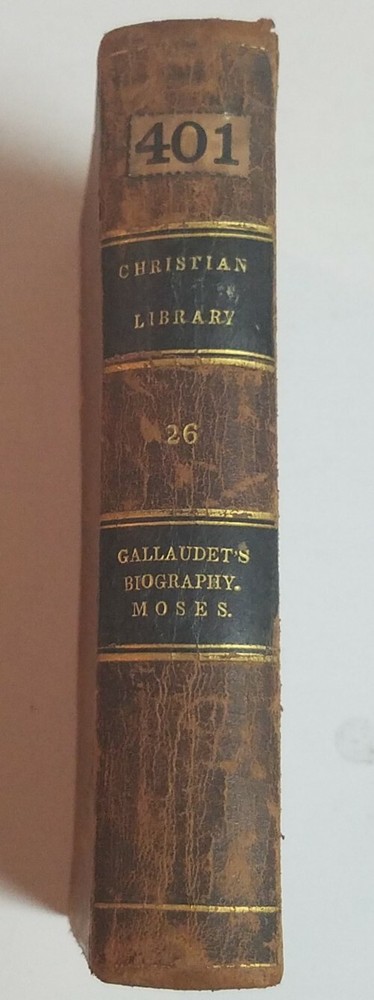 401
CHRISTIAN
LIBRARY
26
GALLAUDET'S
BIOGRAPHY.
MOSES.